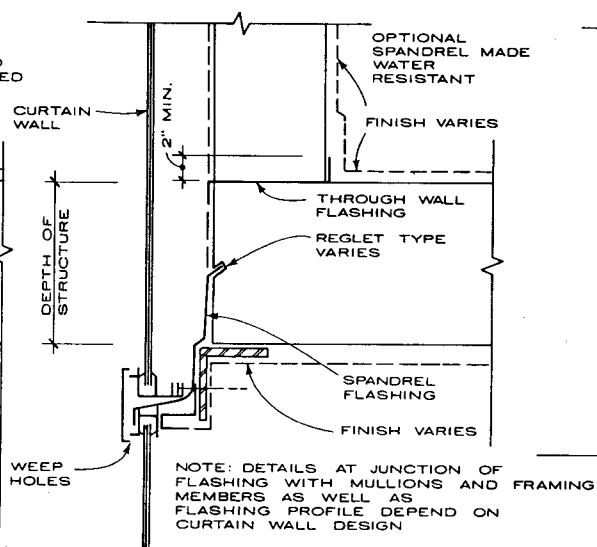 ED
OPTIONAL
SPANDREL MADE
WATER
RESISTANT
CURTAIN
WALL
2" MIN.
FINISH VARIES
THROUGH WALL
FLASHING
REGLET TYPE
VARIES
DEPTH OF
STRUCTURE
SPANDREL
FLASHING
FINISH VARIES
WEEP
HOLES
NOTE: DETAILS AT JUNCTION OF
FLASHING WITH MULLIONS AND FRAMING
MEMBERS AS WELL AS
FLASHING PROFILE DEPEND ON
CURTAIN WALL DESIGN